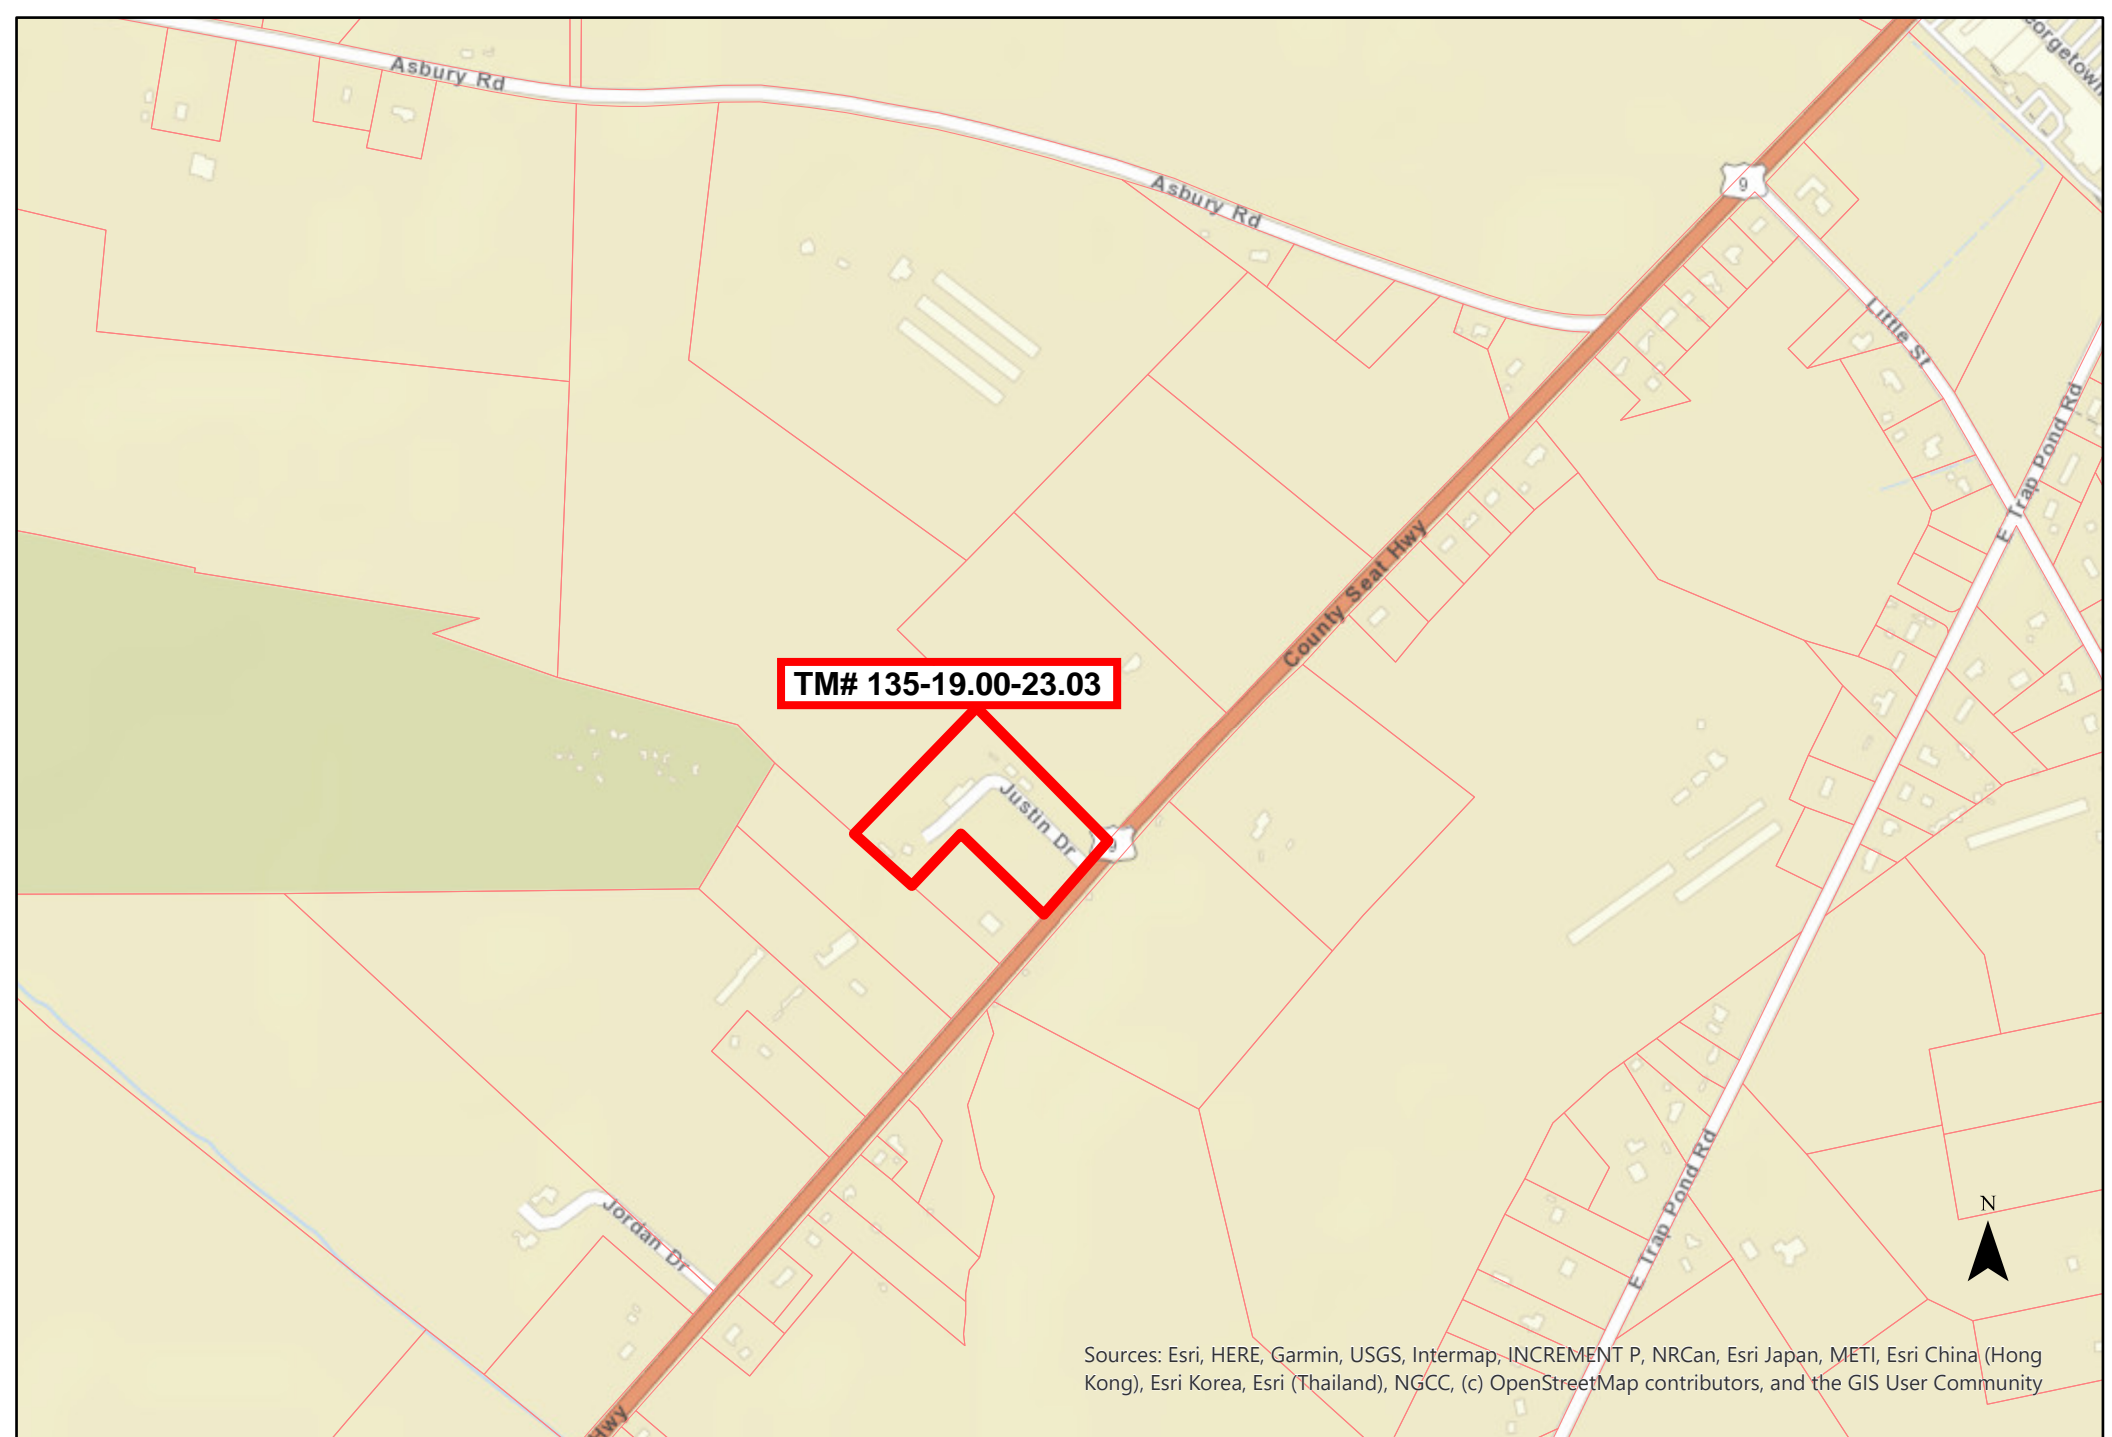 Asbury Rd
eorgetown
Asbury Rd
9
Little St
E Trap Pond Rd
County Seat Hwy
TM# 135-19.00-23.03
Justin Dr
9
E Trap Pond Rd
N
Jordan Dr
Sources: Esri, HERE, Garmin, USGS, Intermap, INCREMENT P, NRCan, Esri Japan, METI, Esri China (Hong
Kong), Esri Korea, Esri (Thailand), NGCC, (c) OpenStreetMap contributors, and the GIS User Community
Hwy